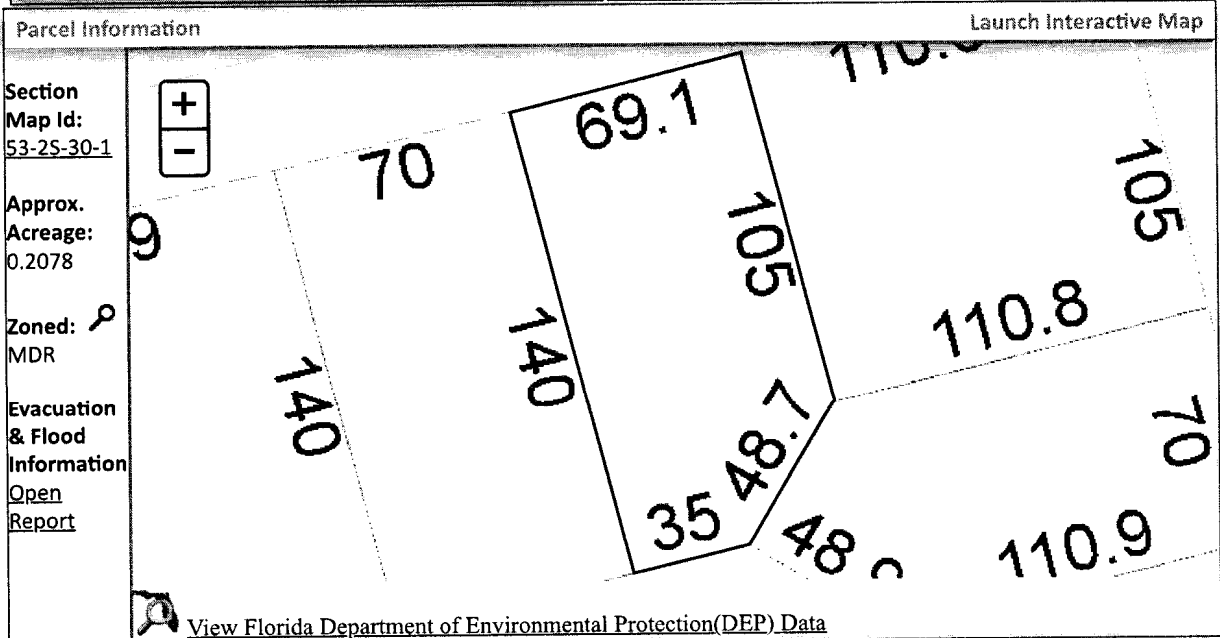 Parcel Information
Launch Interactive Map
Section
Map Id:
53-2S-30-1
Approx.
Acreage:
0.2078
Zoned:
MDR
Evacuation
& Flood
Information
Open
Report
+
−
69.1
70
105
105
9
110.8
140
140
48.7
70
35
48
110.9
View Florida Department of Environmental Protection(DEP) Data